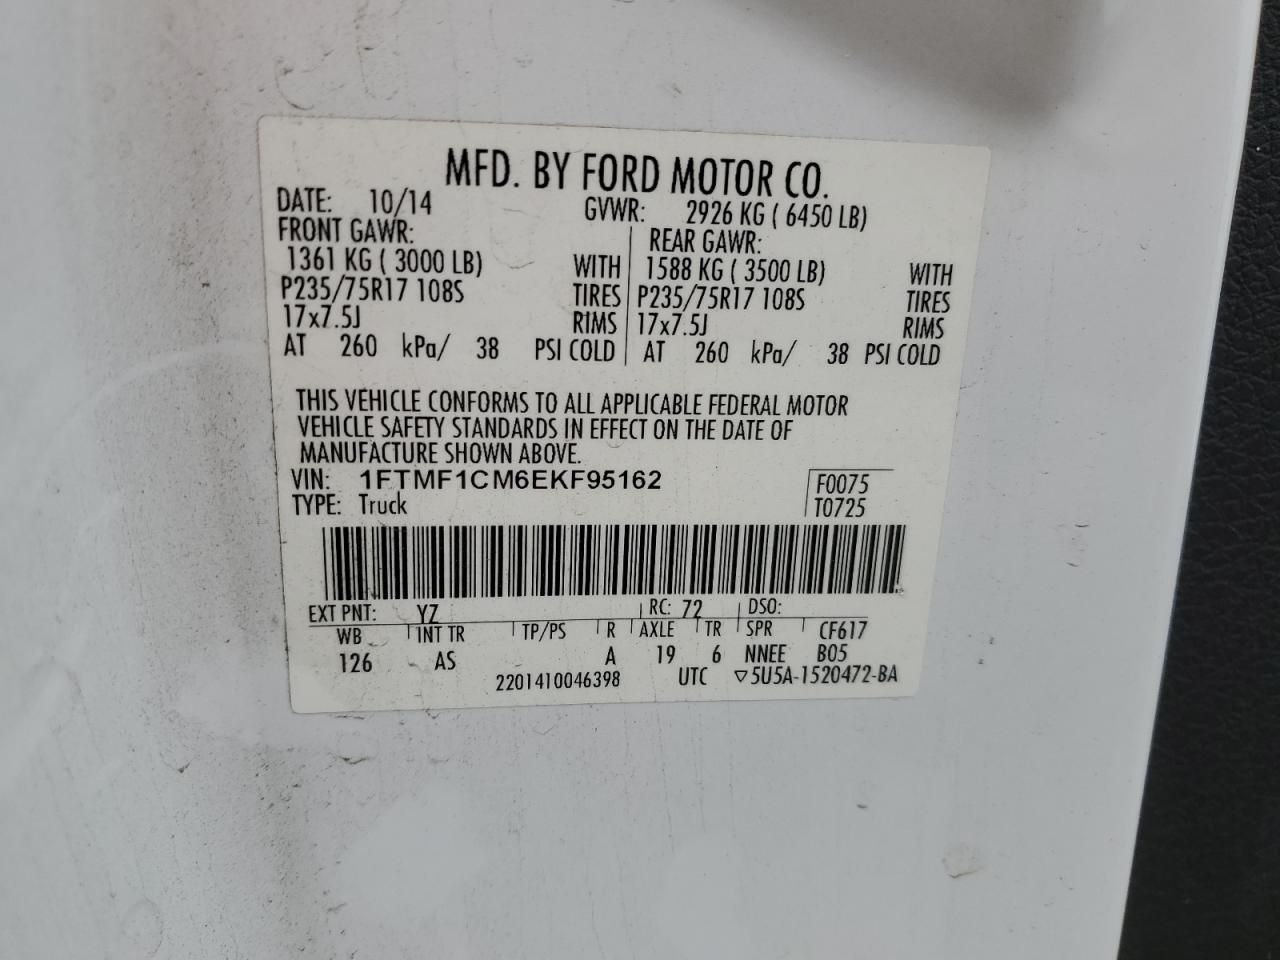 MFD. BY FORD MOTOR CO.
DATE: 10/14 GVWR: 2926 KG ( 6450 LB)
FRONT GAWR: REAR GAWR:
1361 KG ( 3000 LB) WITH 1588 KG ( 3500 LB) WITH
P235/75R17 108S TIRES P235/75R17 108S TIRES
17x7.5J RIMS 17x7.5J RIMS
AT 260 kPa/ 38 PSI COLD AT 260 kPa/ 38 PSI COLD
THIS VEHICLE CONFORMS TO ALL APPLICABLE FEDERAL MOTOR
VEHICLE SAFETY STANDARDS IN EFFECT ON THE DATE OF
MANUFACTURE SHOWN ABOVE.
VIN: 1FTMF1CM6EKF95162 F0075
TYPE: Truck T0725
EXT PNT: YZ RC: 72 DSO:
WB INT TR TP/PS R AXLE TR SPR CF617
126 AS A 19 6 NNEE B05
2201410046398 UTC ▽5U5A-1520472-BA